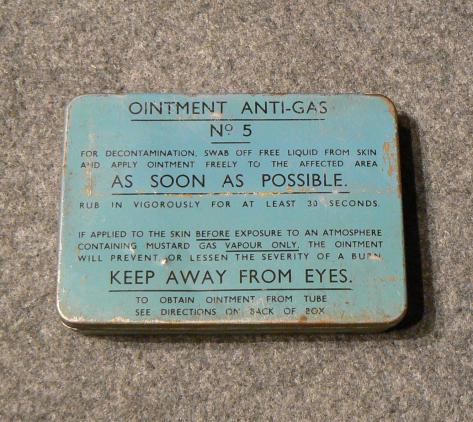 OINTMENT ANTI-GAS
Nº 5
FOR DECONTAMINATION, SWAB OFF FREE LIQUID FROM SKIN
AND APPLY OINTMENT FREELY TO THE AFFECTED AREA
AS SOON AS POSSIBLE.
RUB IN VIGOROUSLY FOR AT LEAST 30 SECONDS.
IF APPLIED TO THE SKIN BEFORE EXPOSURE TO AN ATMOSPHERE
CONTAINING MUSTARD GAS VAPOUR ONLY, THE OINTMENT
WILL PREVENT OR LESSEN THE SEVERITY OF A BURN
KEEP AWAY FROM EYES.
TO OBTAIN OINTMENT FROM TUBE
SEE DIRECTIONS ON BACK OF BOX